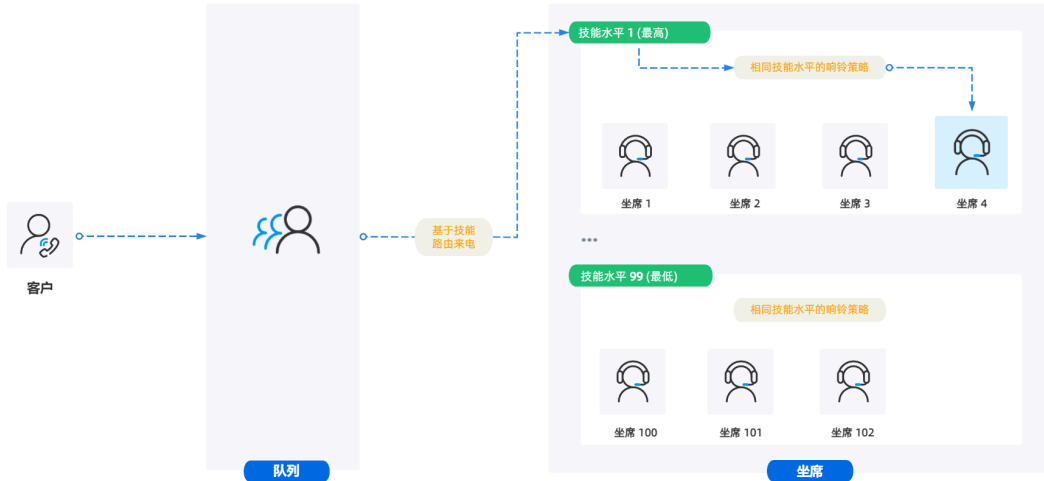 客户
队列
基于技能
路由来电
技能水平 1 (最高)
相同技能水平的响铃策略
坐席 1
坐席 2
坐席 3
坐席 4
...
技能水平 99 (最低)
相同技能水平的响铃策略
坐席 100
坐席 101
坐席 102
坐席